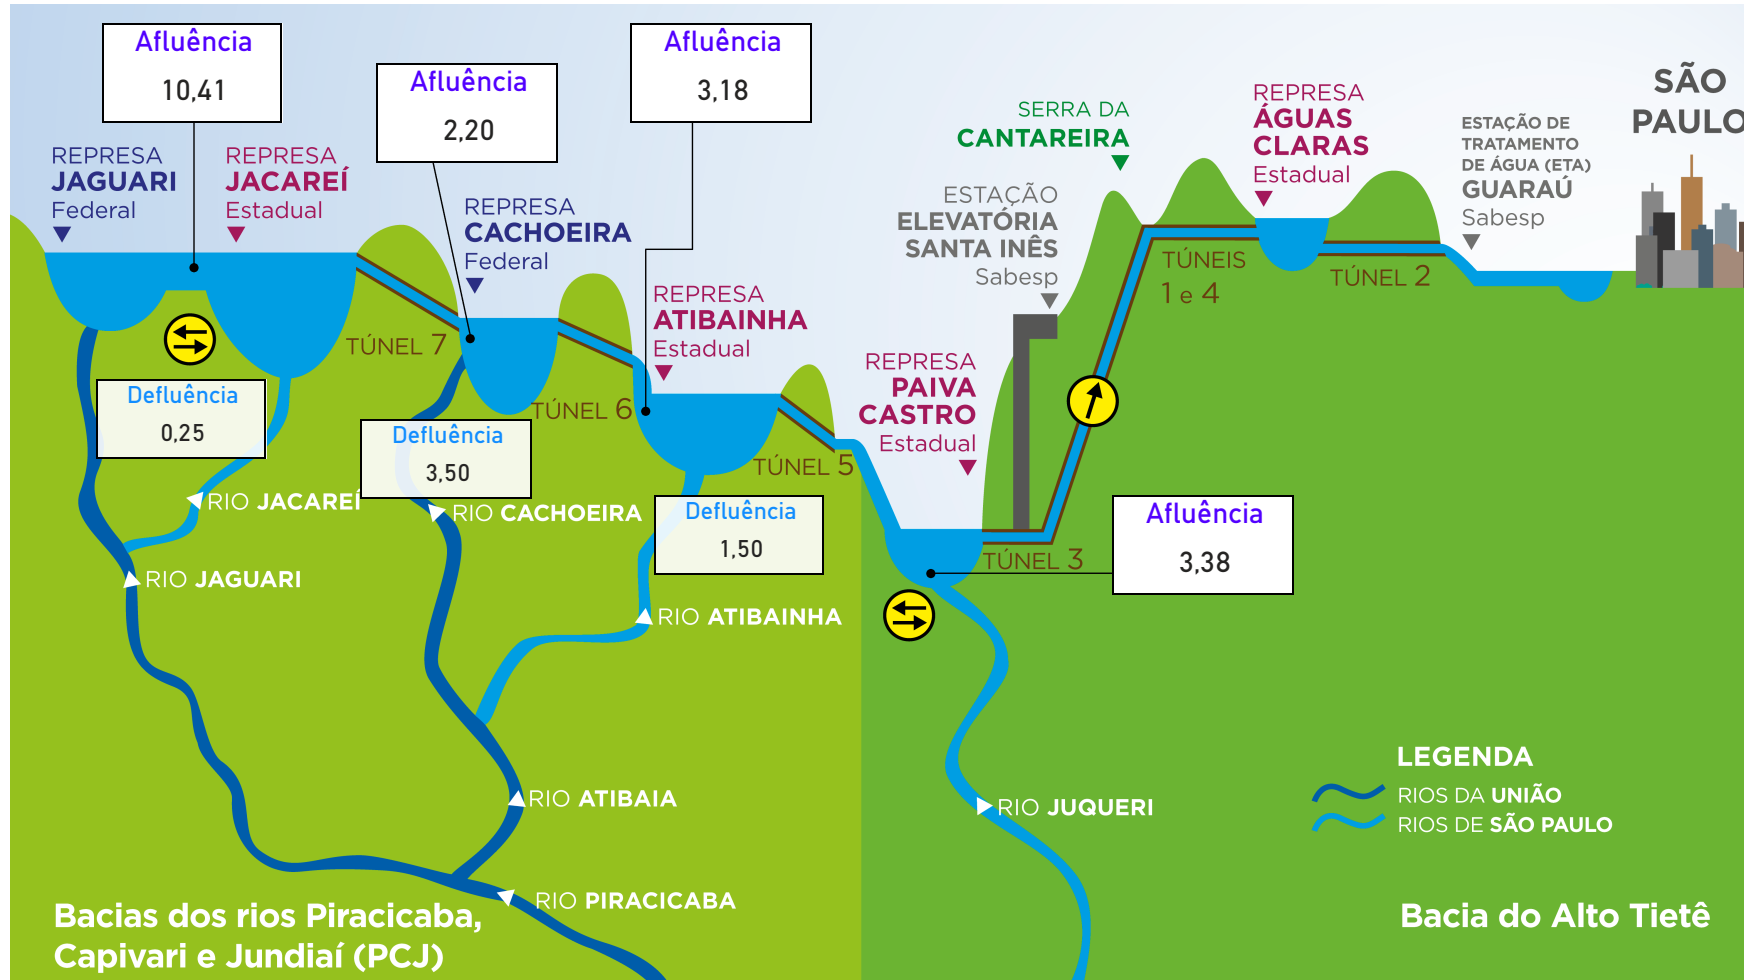 Afluência
10,41
Afluência
2,20
Afluência
3,18
REPRESA
JAGUARI
Federal
REPRESA
JACAREÍ
Estadual
REPRESA
CACHOEIRA
Federal
REPRESA
ATIBAINHA
Estadual
SERRA DA
CANTAREIRA
ESTAÇÃO
ELEVATÓRIA
SANTA INÊS
Sabesp
REPRESA
ÁGUAS
CLARAS
Estadual
ESTAÇÃO DE
TRATAMENTO
DE ÁGUA (ETA)
GUARAÚ
Sabesp
SÃO
PAULO
TÚNEIS
1 e 4
TÚNEL 2
TÚNEL 7
TÚNEL 6
TÚNEL 5
REPRESA
PAIVA
CASTRO
Estadual
TÚNEL 3
Defluência
0,25
Defluência
3,50
Defluência
1,50
Afluência
3,38
RIO JACAREÍ
RIO CACHOEIRA
RIO JAGUARI
RIO ATIBAINHA
RIO ATIBAIA
RIO JUQUERI
RIO PIRACICABA
LEGENDA
RIOS DA UNIÃO
RIOS DE SÃO PAULO
Bacias dos rios Piracicaba,
Capivari e Jundiaí (PCJ)
Bacia do Alto Tietê